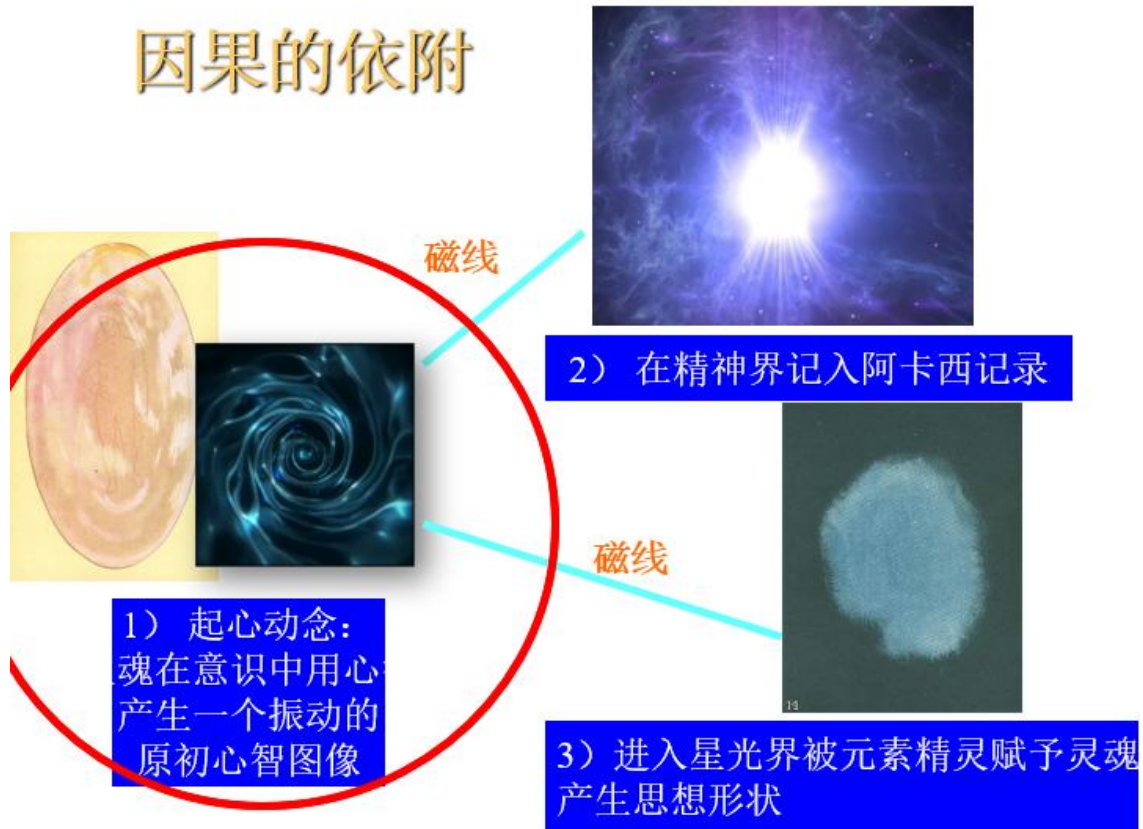 因果的依附
磁线
2） 在精神界记入阿卡西记录
磁线
1） 起心动念：
魂在意识中用心
产生一个振动的
原初心智图像
3）进入星光界被元素精灵赋予灵魂
产生思想形状